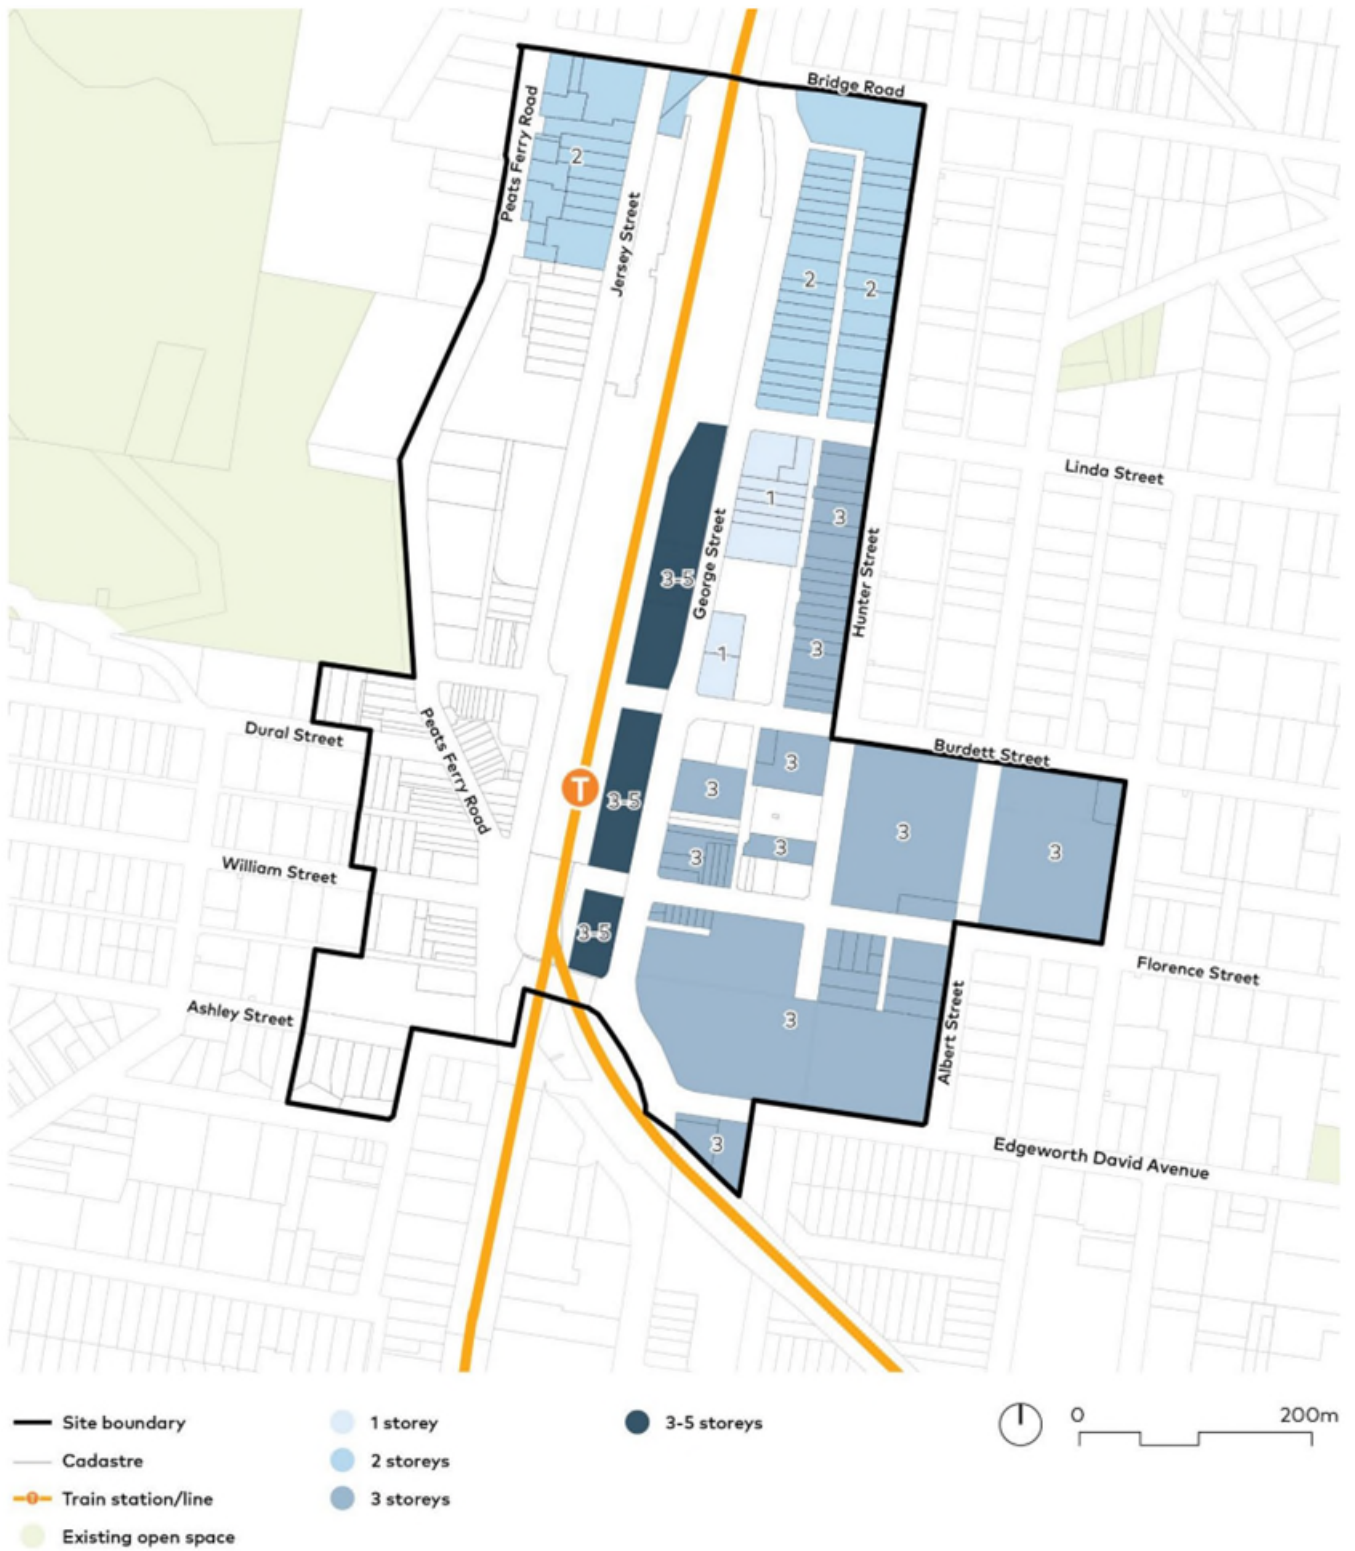 Bridge Road
Peats Ferry Road
2
Jersey Street
2
2
Linda Street
1
3
George Street
3-5
Hunter Street
3
1
Dural Street
Peats Ferry Road
Burdett Street
3
T
3-5
3
3
3
3
3
William Street
3
3-5
Florence Street
Ashley Street
3
Albert Street
3
Edgeworth David Avenue
Site boundary
1 storey
3-5 storeys
0
200m
Cadastre
2 storeys
T
Train station/line
3 storeys
Existing open space